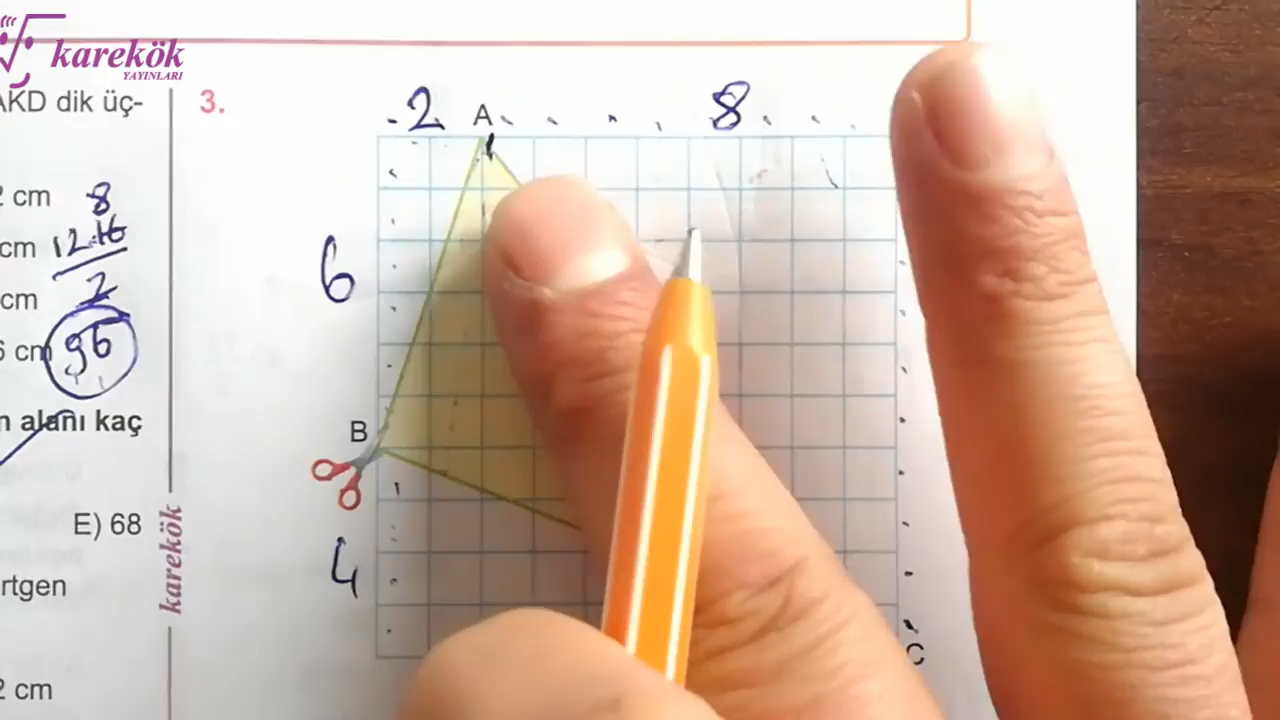 karekök
YAYINLARI
AKD dik üç-
2 cm
8
cm
12 16
2
cm
6 cm
96
n alanı kaç
E) 68
rtgen
2 cm
karekök
3.
2
A
8
6
B
4
C